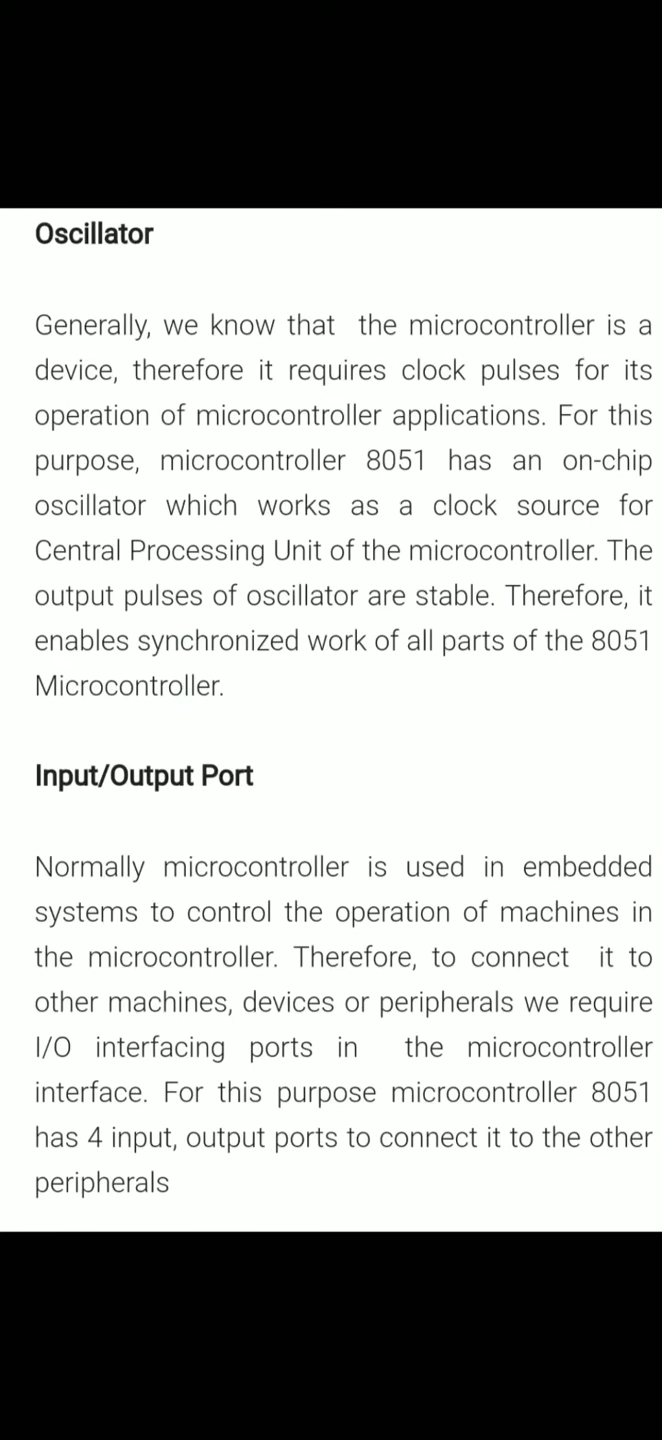 Oscillator
Generally, we know that the microcontroller is a
device, therefore it requires clock pulses for its
operation of microcontroller applications. For this
purpose, microcontroller 8051 has an on-chip
oscillator which works as a clock source for
Central Processing Unit of the microcontroller. The
output pulses of oscillator are stable. Therefore, it
enables synchronized work of all parts of the 8051
Microcontroller.
Input/Output Port
Normally microcontroller is used in embedded
systems to control the operation of machines in
the microcontroller. Therefore, to connect it to
other machines, devices or peripherals we require
I/O interfacing ports in the microcontroller
interface. For this purpose microcontroller 8051
has 4 input, output ports to connect it to the other
peripherals